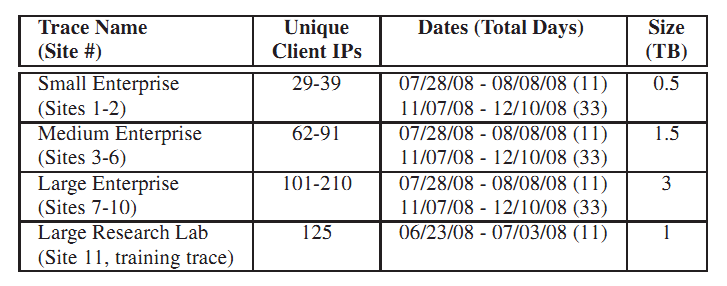 Trace Name Unique Dates (Total Days) Size
(Site #) Client IPs (TB)
Small Enterprise 29-39 07/28/08 - 08/08/08 (11) 0.5
(Sites 1-2) 11/07/08 - 12/10/08 (33)
Medium Enterprise 62-91 07/28/08 - 08/08/08 (11) 1.5
(Sites 3-6) 11/07/08 - 12/10/08 (33)
Large Enterprise 101-210 07/28/08 - 08/08/08 (11) 3
(Sites 7-10) 11/07/08 - 12/10/08 (33)
Large Research Lab 125 06/23/08 - 07/03/08 (11) 1
(Site 11, training trace)